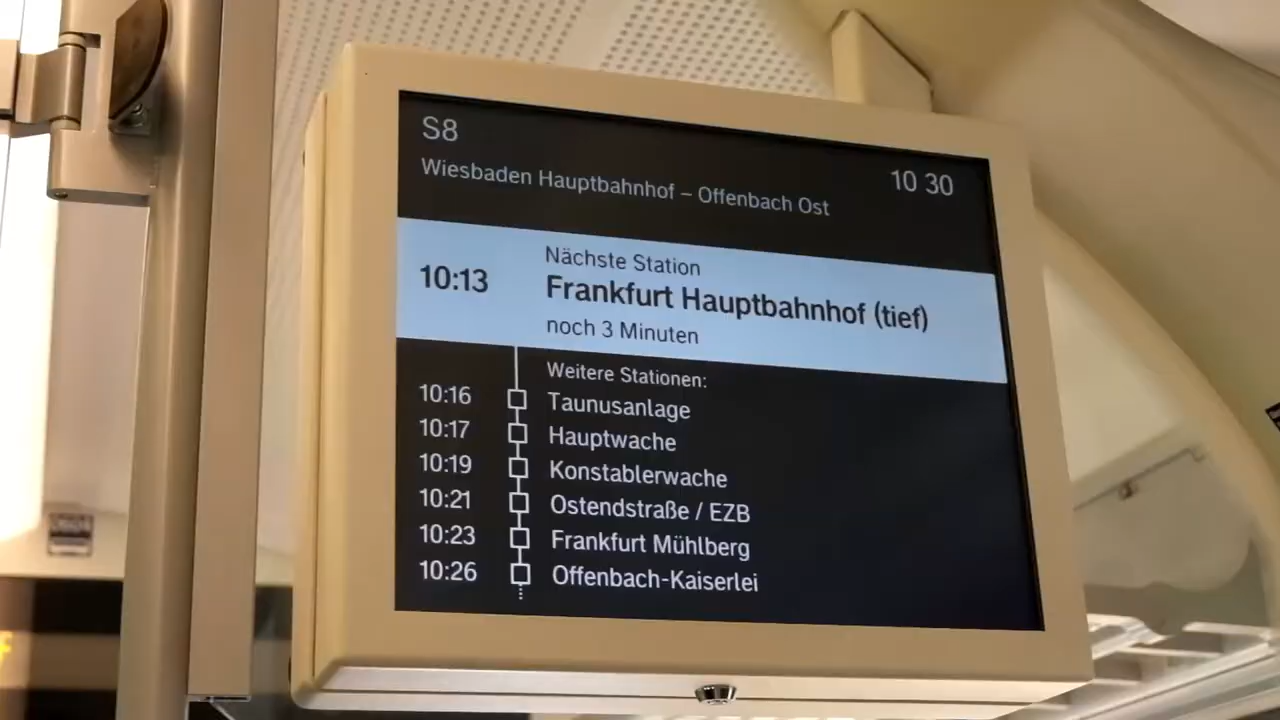 S8
10 30
Wiesbaden Hauptbahnhof – Offenbach Ost
Nächste Station
10:13 Frankfurt Hauptbahnhof (tief)
noch 3 Minuten
Weitere Stationen:
10:16 Taunusanlage
10:17 Hauptwache
10:19 Konstablerwache
10:21 Ostendstraße / EZB
10:23 Frankfurt Mühlberg
10:26 Offenbach-Kaiserlei